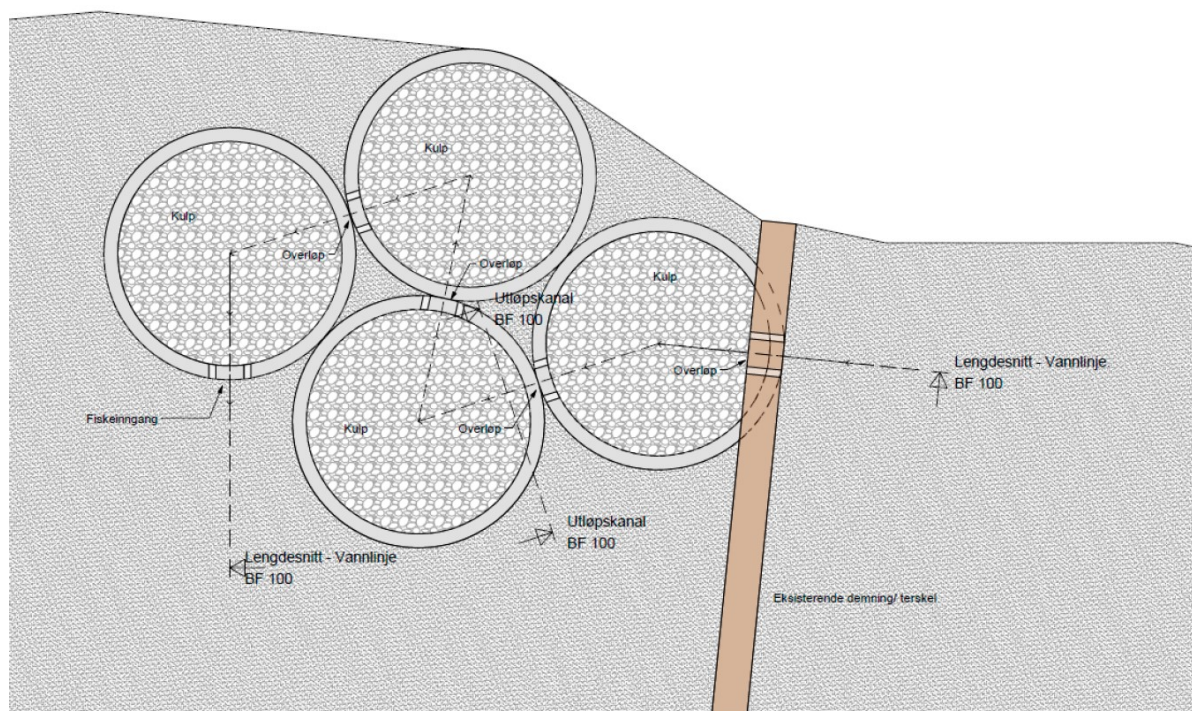 Kulp
Kulp
Overløp
Overløp
Kulp
Utløpskanal
BF 100
Lengdesnitt - Vannlinje
BF 100
Overløp
Fiskeinngang
Kulp
Overløp
Utløpskanal
BF 100
Lengdesnitt - Vannlinje
BF 100
Eksisterende demning/ terskel